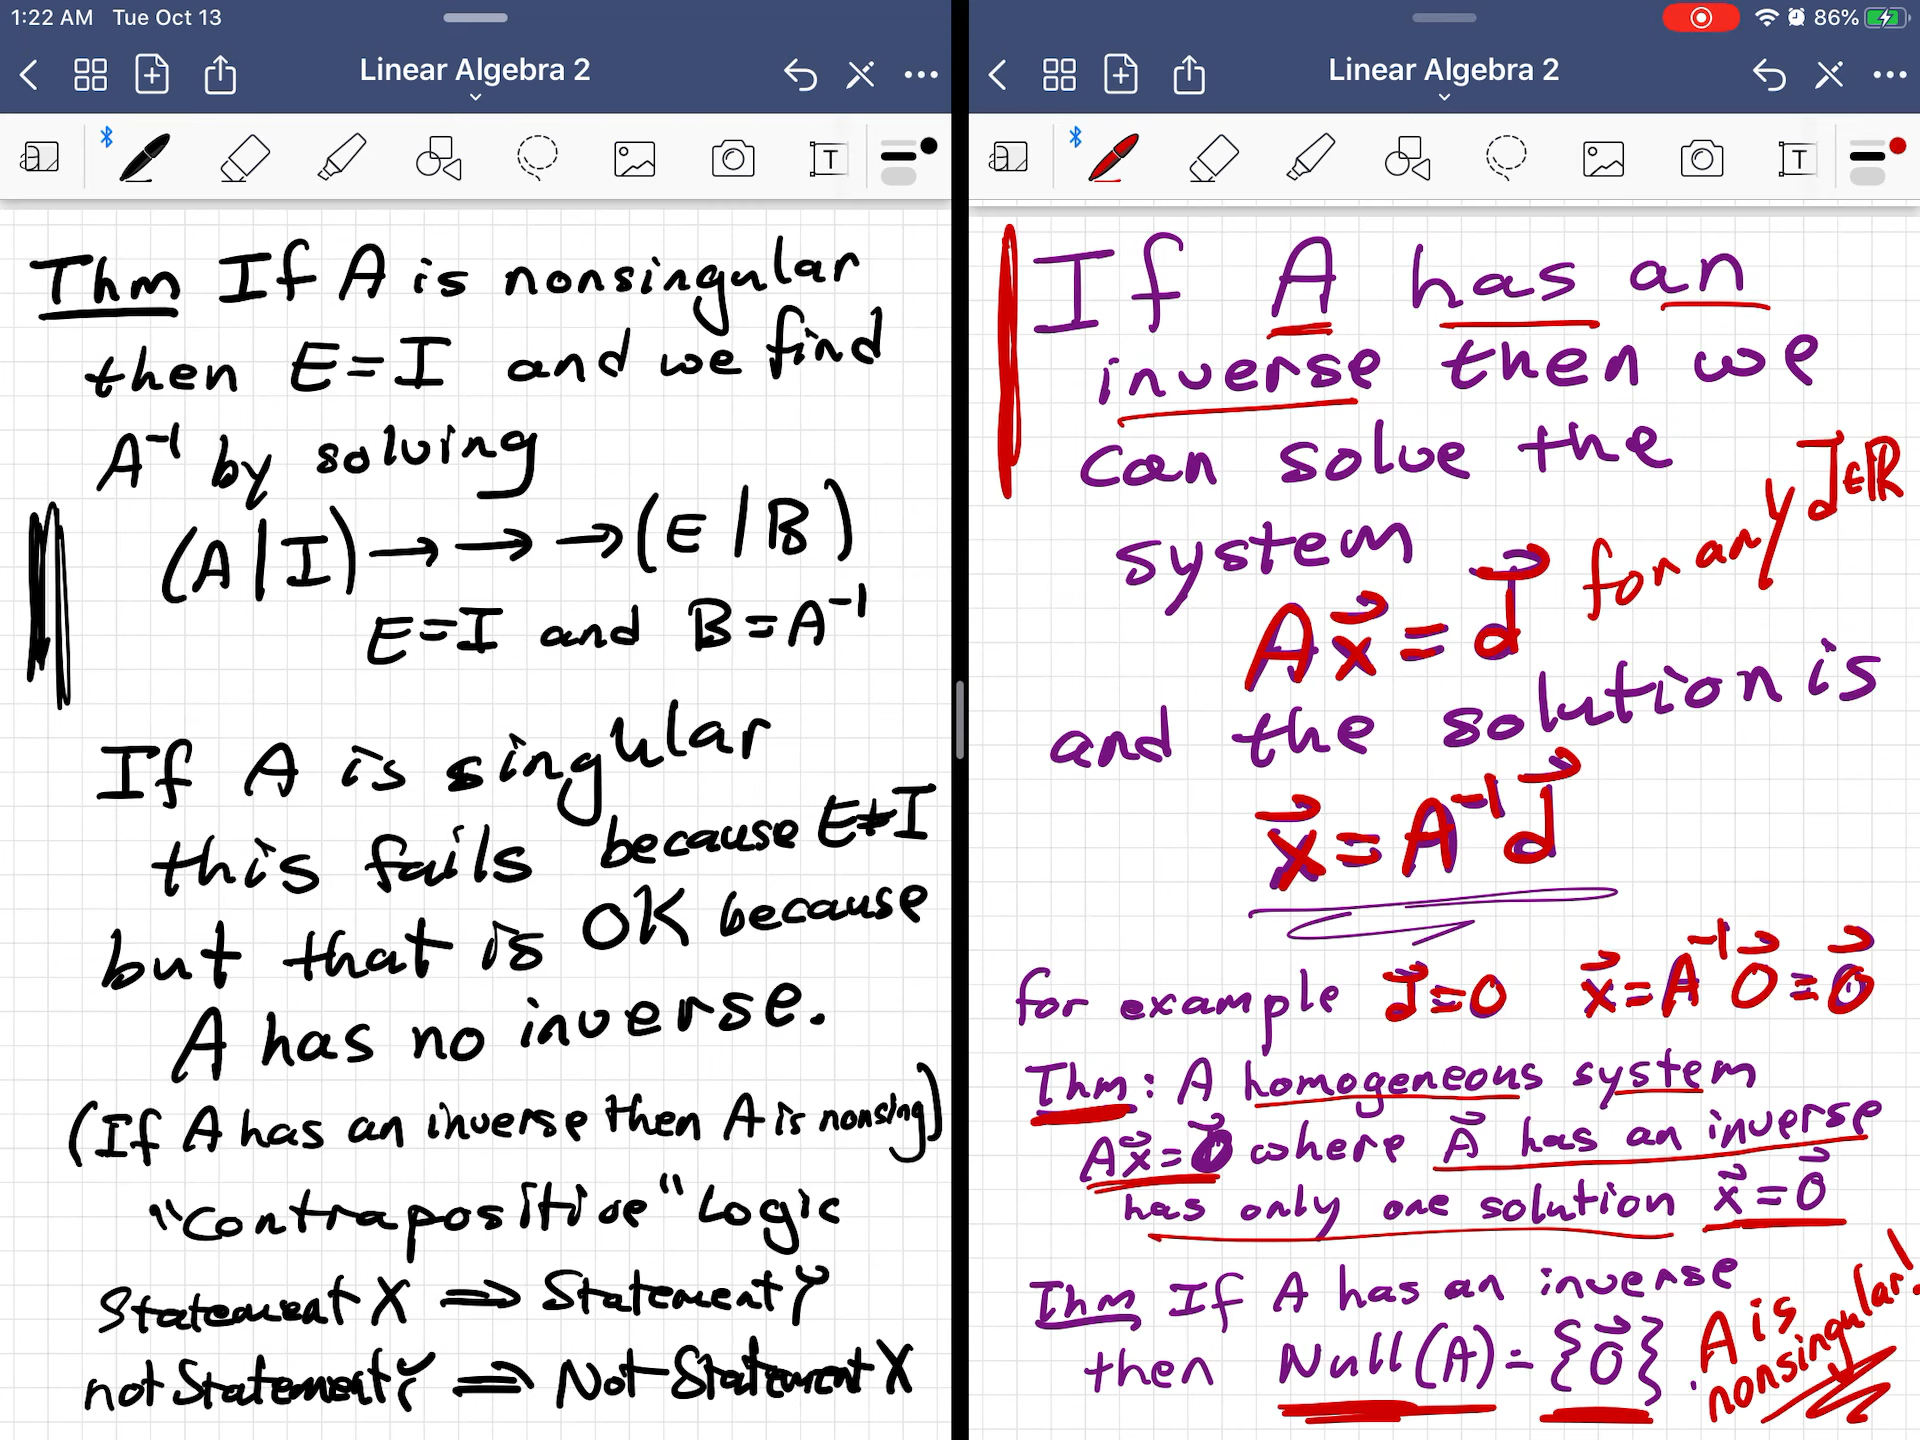 1:22 AM Tue Oct 13
86%
Linear Algebra 2
Thm If A is nonsingular
then E=I and we find
A⁻¹ by solving
(A|I)→→→(E|B)
E=I and B=A⁻¹
If A is singular
this fails because E≠I
but that is OK because
A has no inverse.
(If A has an inverse then A is nonsing)
"Contrapositive" Logic
Statement X ⇒ Statement Y
not Statement Y ⇒ Not Statement X
Linear Algebra 2
If A has an
inverse then we
can solve the
system for any d⃗∈ℝ
Ax⃗=d⃗
and the solution is
x⃗=A⁻¹d⃗
for example d⃗=0 x⃗=A⁻¹0⃗=0⃗
Thm: A homogeneous system
Ax⃗=0⃗ where A⃗ has an inverse
has only one solution x⃗=0⃗
Thm If A has an inverse
then Null(A)={0⃗}.
A is
nonsingular!